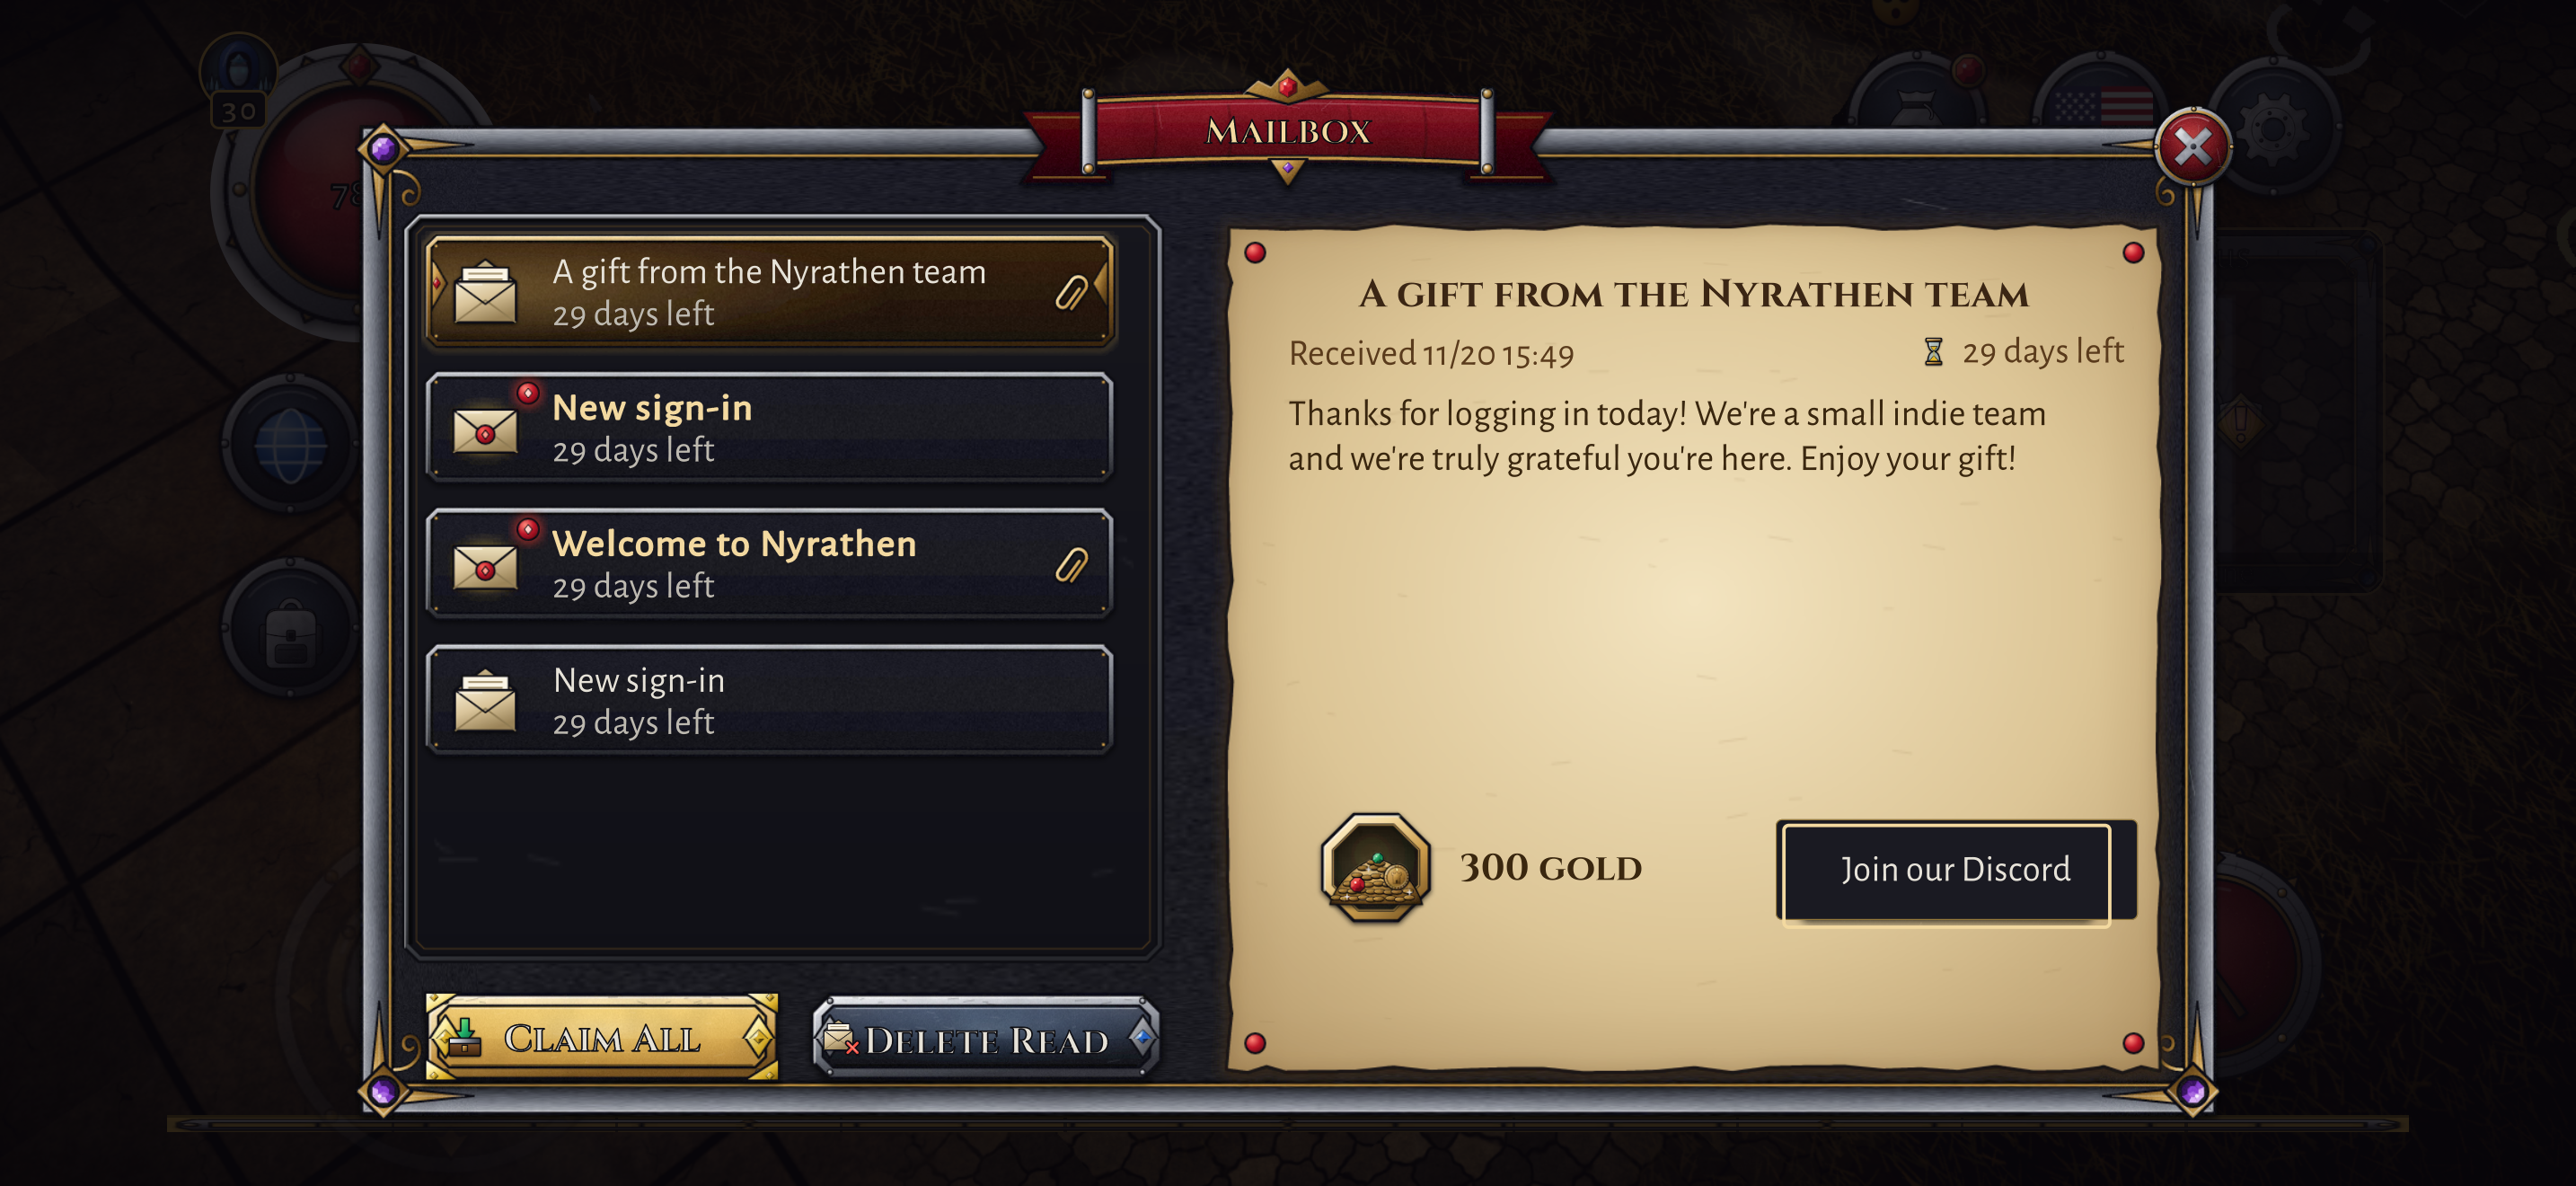 30
Mailbox
A gift from the Nyrathen team
29 days left
New sign-in
29 days left
Welcome to Nyrathen
29 days left
New sign-in
29 days left
Claim All
Delete Read
A gift from the Nyrathen team
Received 11/20 15:49
29 days left
Thanks for logging in today! We're a small indie team
and we're truly grateful you're here. Enjoy your gift!
300 gold
Join our Discord